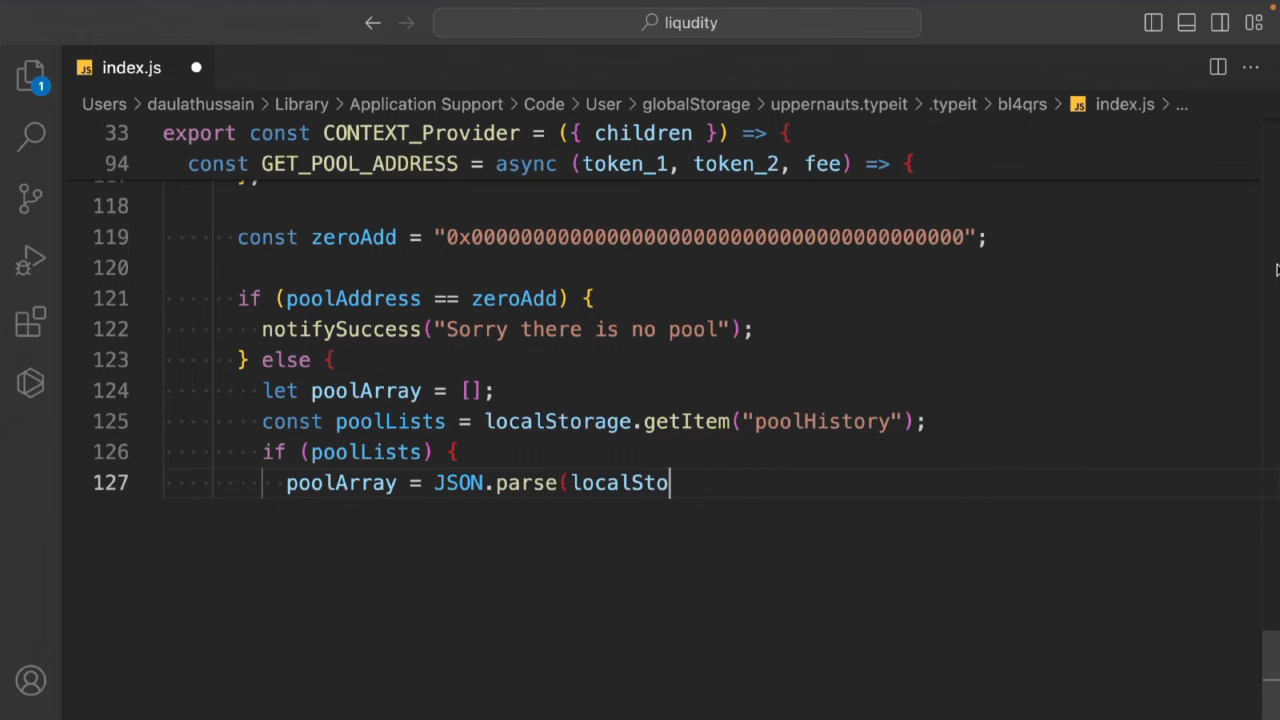 liqudity
1
JS index.js
Users > daulathussain > Library > Application Support > Code > User > globalStorage > uppernauts.typeit > .typeit > bl4qrs > JS index.js > ...
33 export const CONTEXT_Provider = ({ children }) => {
94 const GET_POOL_ADDRESS = async (token_1, token_2, fee) => {
118
119 const zeroAdd = "0x0000000000000000000000000000000000000000";
120
121 if (poolAddress == zeroAdd) {
122 notifySuccess("Sorry there is no pool");
123 } else {
124 let poolArray = [];
125 const poolLists = localStorage.getItem("poolHistory");
126 if (poolLists) {
127 poolArray = JSON.parse(localSto